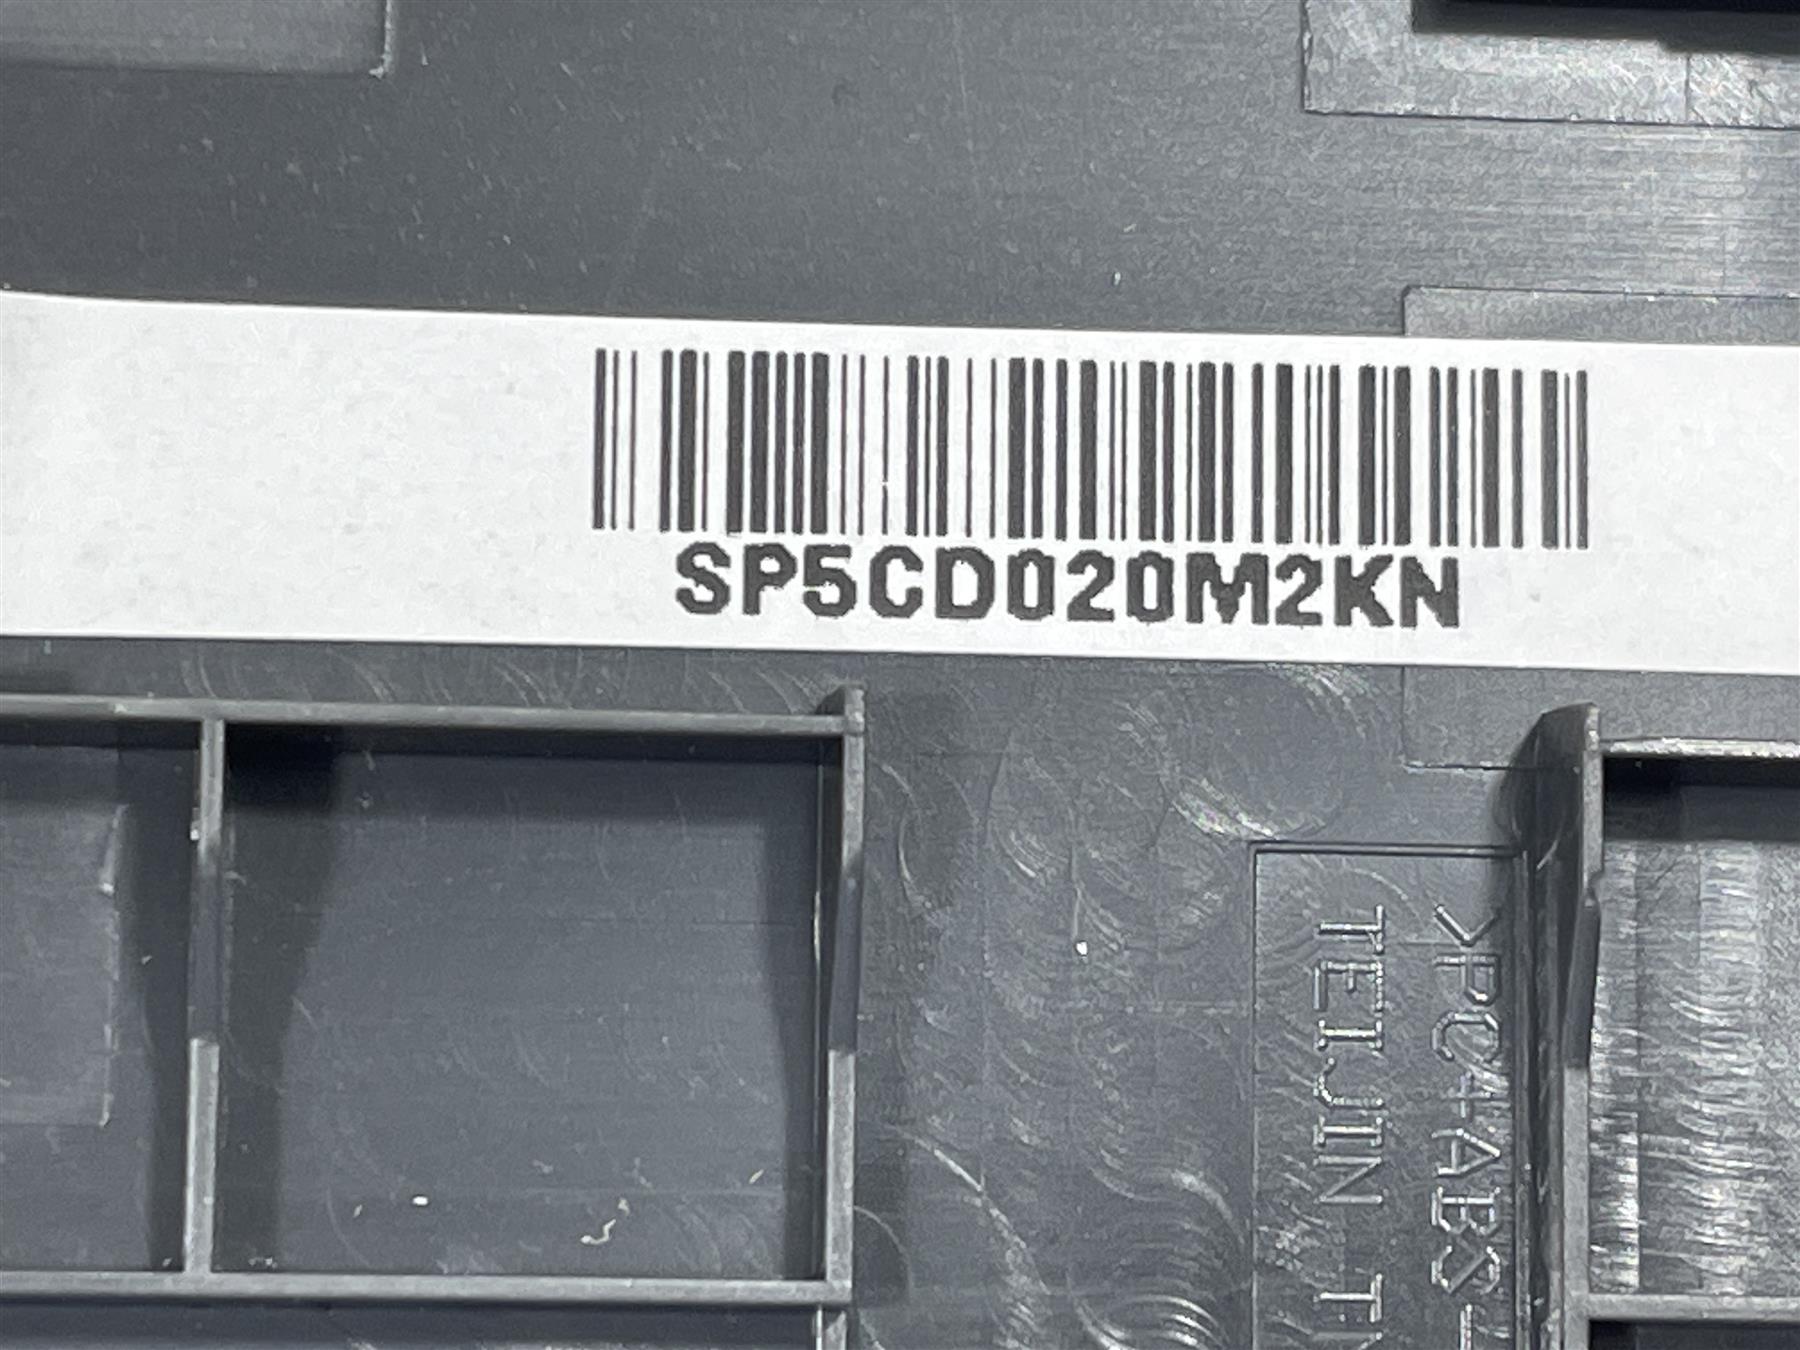 SP5CD020M2KN
>PC+ABS
TEIJIN